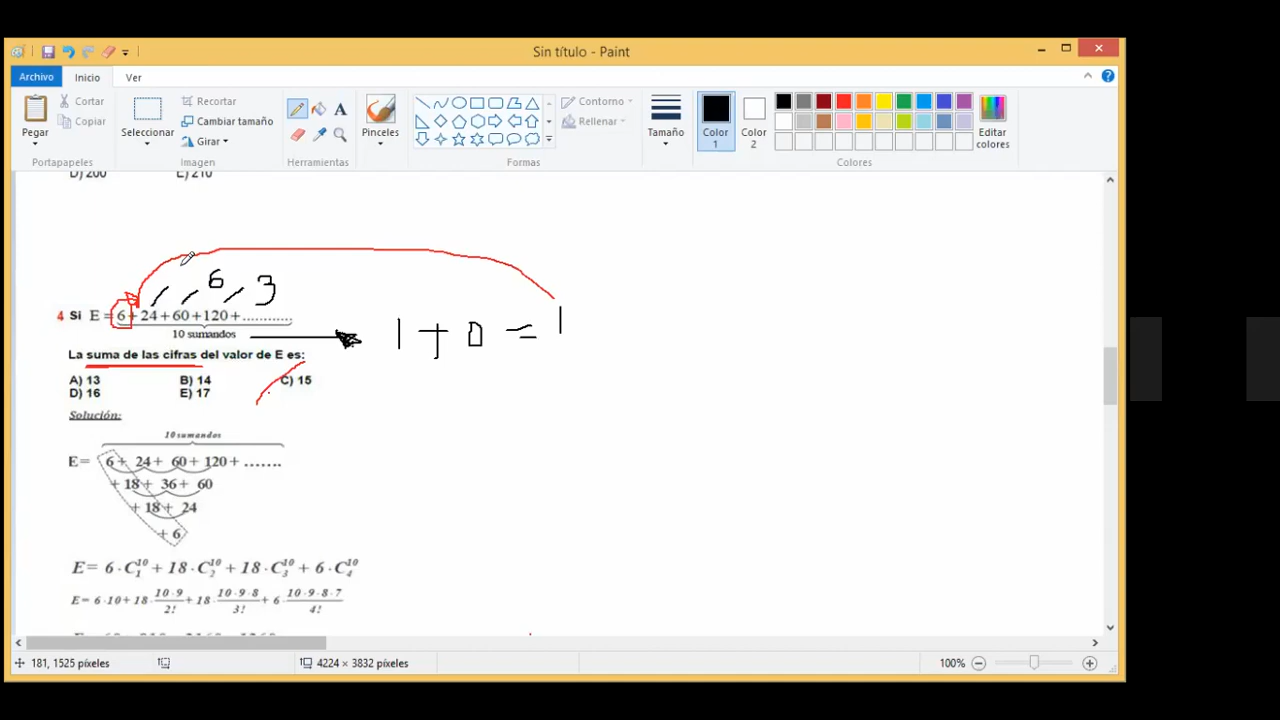 Sin título - Paint
Archivo Inicio Ver
Pegar
Cortar
Copiar
Portapapeles
Seleccionar
Recortar
Cambiar tamaño
Girar
Imagen
A
Herramientas
Pinceles
Contorno
Rellenar
Formas
Tamaño
Color 1
Color 2
Editar colores
Colores
D) 200 E) 210
6 3
4 Si E = 6+ 24 + 60 +120 +............
10 sumandos
1 + 0 = 1
La suma de las cifras del valor de E es:
A) 13 B) 14 C) 15
D) 16 E) 17
Solución:
10 sumandos
E= 6+ 24+ 60+ 120+ .......
+ 18+ 36+ 60
+ 18+ 24
+ 6
E= 6·C₁¹⁰ + 18·C₂¹⁰ + 18·C₃¹⁰ + 6·C₄¹⁰
E= 6·10+18·10·9/2!+18·10·9·8/3!+6·10·9·8·7/4!
181, 1525 píxeles 4224 × 3832 píxeles 100%